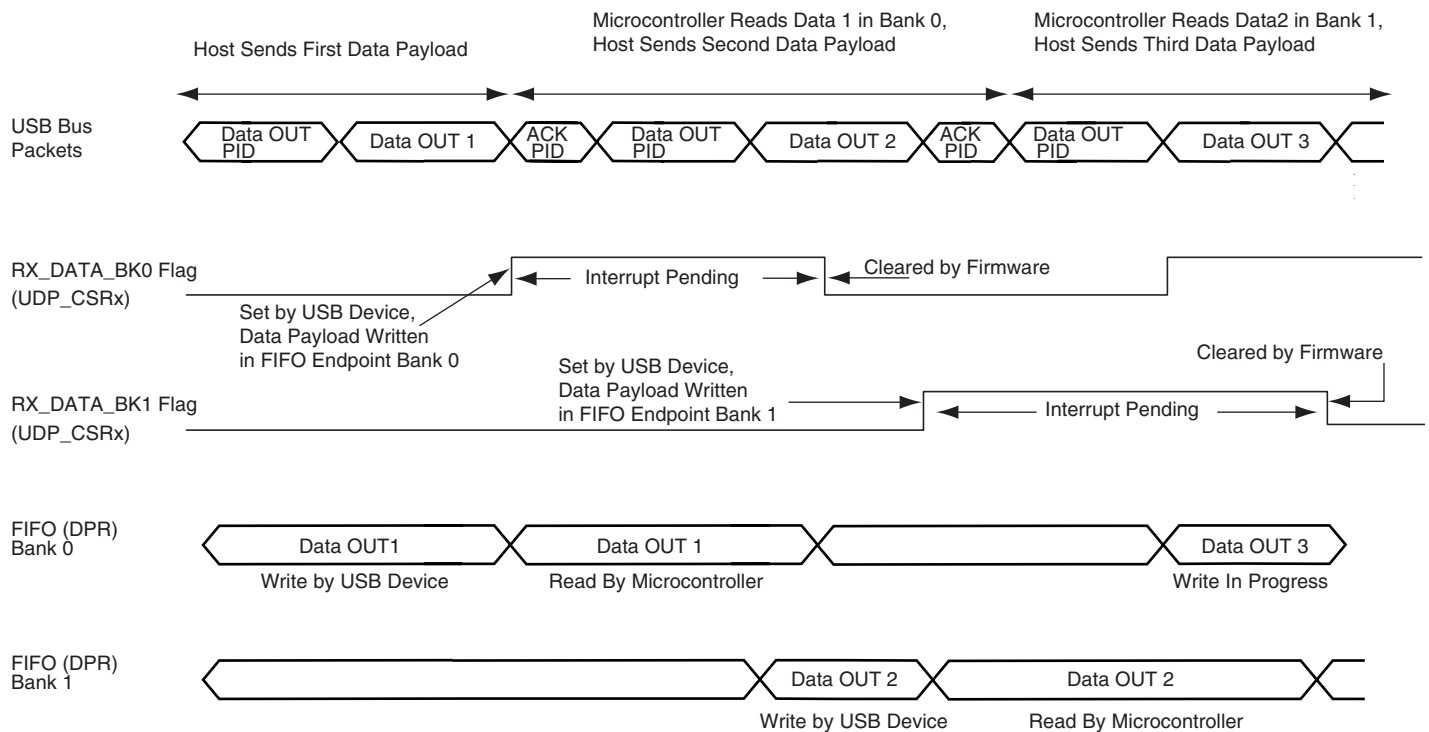 Host Sends First Data Payload
Microcontroller Reads Data 1 in Bank 0,
Host Sends Second Data Payload
Microcontroller Reads Data2 in Bank 1,
Host Sends Third Data Payload
USB Bus
Packets
Data OUT
PID
Data OUT 1
ACK
PID
Data OUT
PID
Data OUT 2
ACK
PID
Data OUT
PID
Data OUT 3
RX_DATA_BK0 Flag
(UDP_CSRx)
Interrupt Pending
Cleared by Firmware
Set by USB Device,
Data Payload Written
in FIFO Endpoint Bank 0
RX_DATA_BK1 Flag
(UDP_CSRx)
Set by USB Device,
Data Payload Written
in FIFO Endpoint Bank 1
Interrupt Pending
Cleared by Firmware
FIFO (DPR)
Bank 0
Data OUT1
Data OUT 1
Data OUT 3
Write by USB Device
Read By Microcontroller
Write In Progress
FIFO (DPR)
Bank 1
Data OUT 2
Data OUT 2
Write by USB Device
Read By Microcontroller